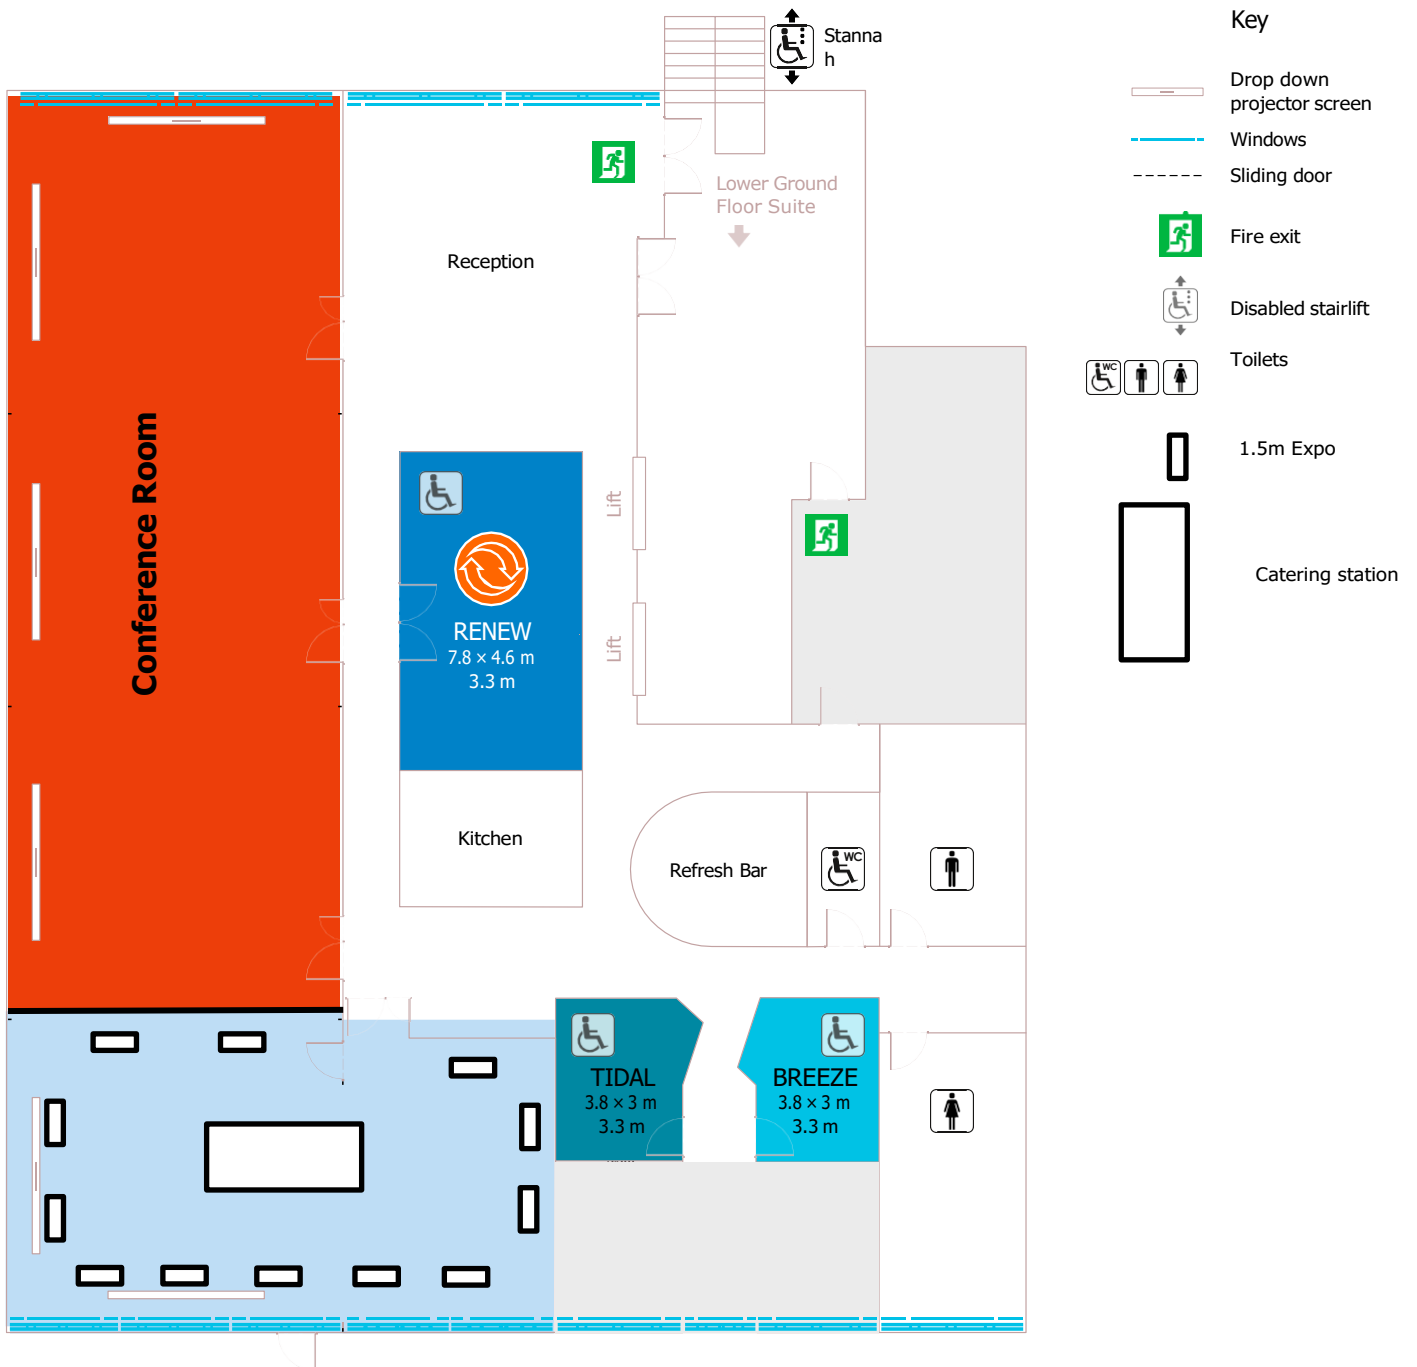 Key
Stanna
h
Drop down
projector screen
Windows
Sliding door
Lower Ground
Floor Suite
Fire exit
Reception
Disabled stairlift
Toilets
WC
1.5m Expo
Conference Room
Lift
Catering station
RENEW
7.8 × 4.6 m
3.3 m
Lift
Kitchen
Refresh Bar
WC
TIDAL
3.8 × 3 m
3.3 m
BREEZE
3.8 × 3 m
3.3 m